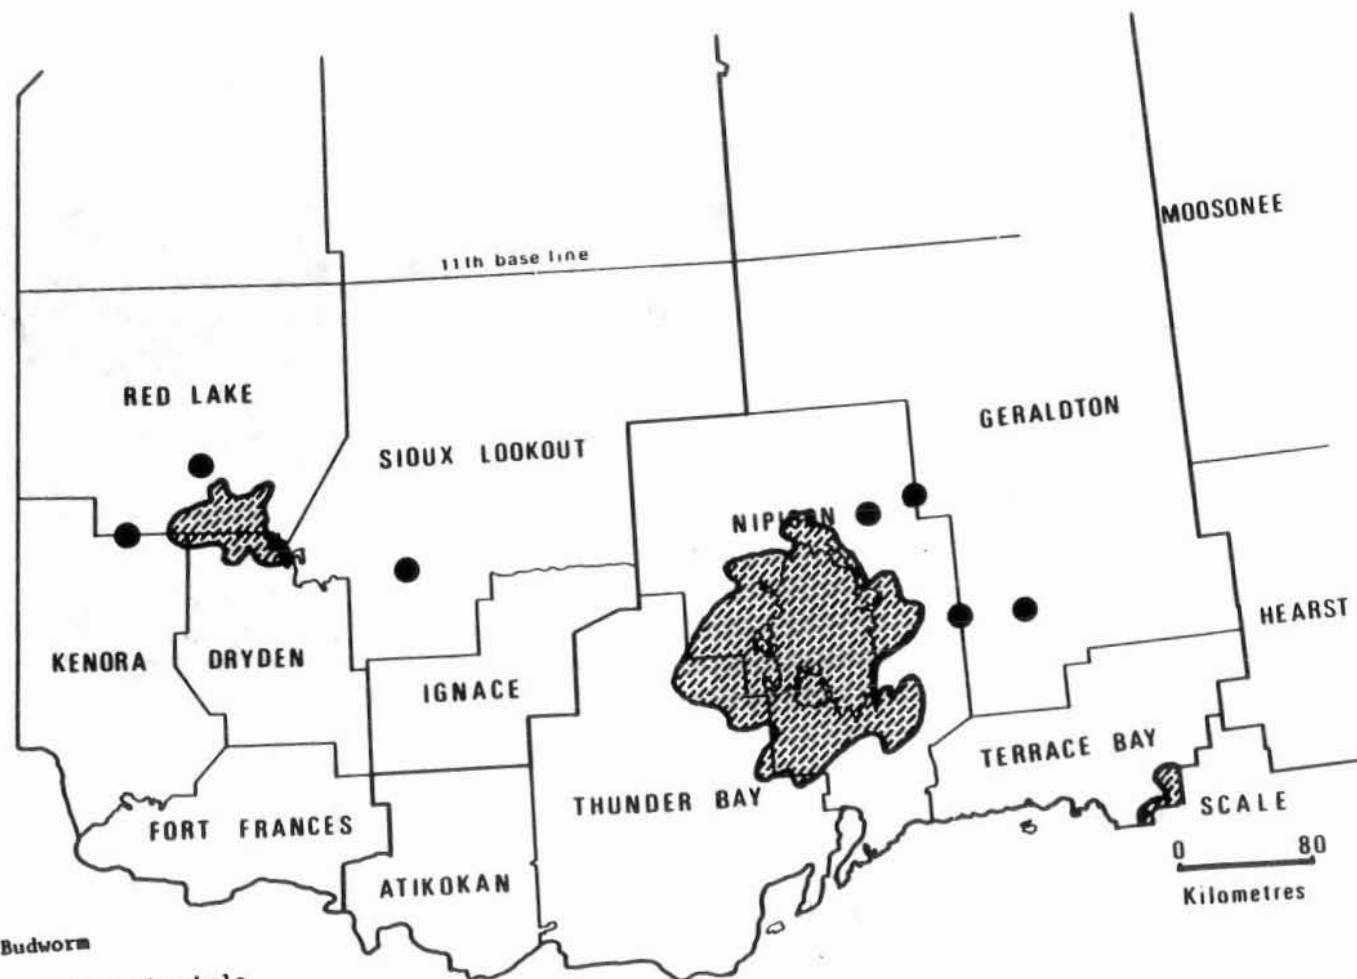 MOOSONEE
11th base line
RED LAKE
GERALDTON
SIOUX LOOKOUT
NIPIGON
HEARST
KENORA
DRYDEN
IGNACE
TERRACE BAY
THUNDER BAY
SCALE
FORT FRANCES
0 80
ATIKOKAN
Kilometres
Budworm